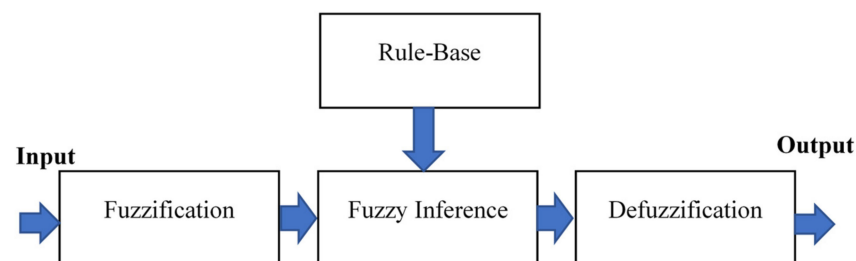 Rule-Base
Input
Output
Fuzzification
Fuzzy Inference
Defuzzification